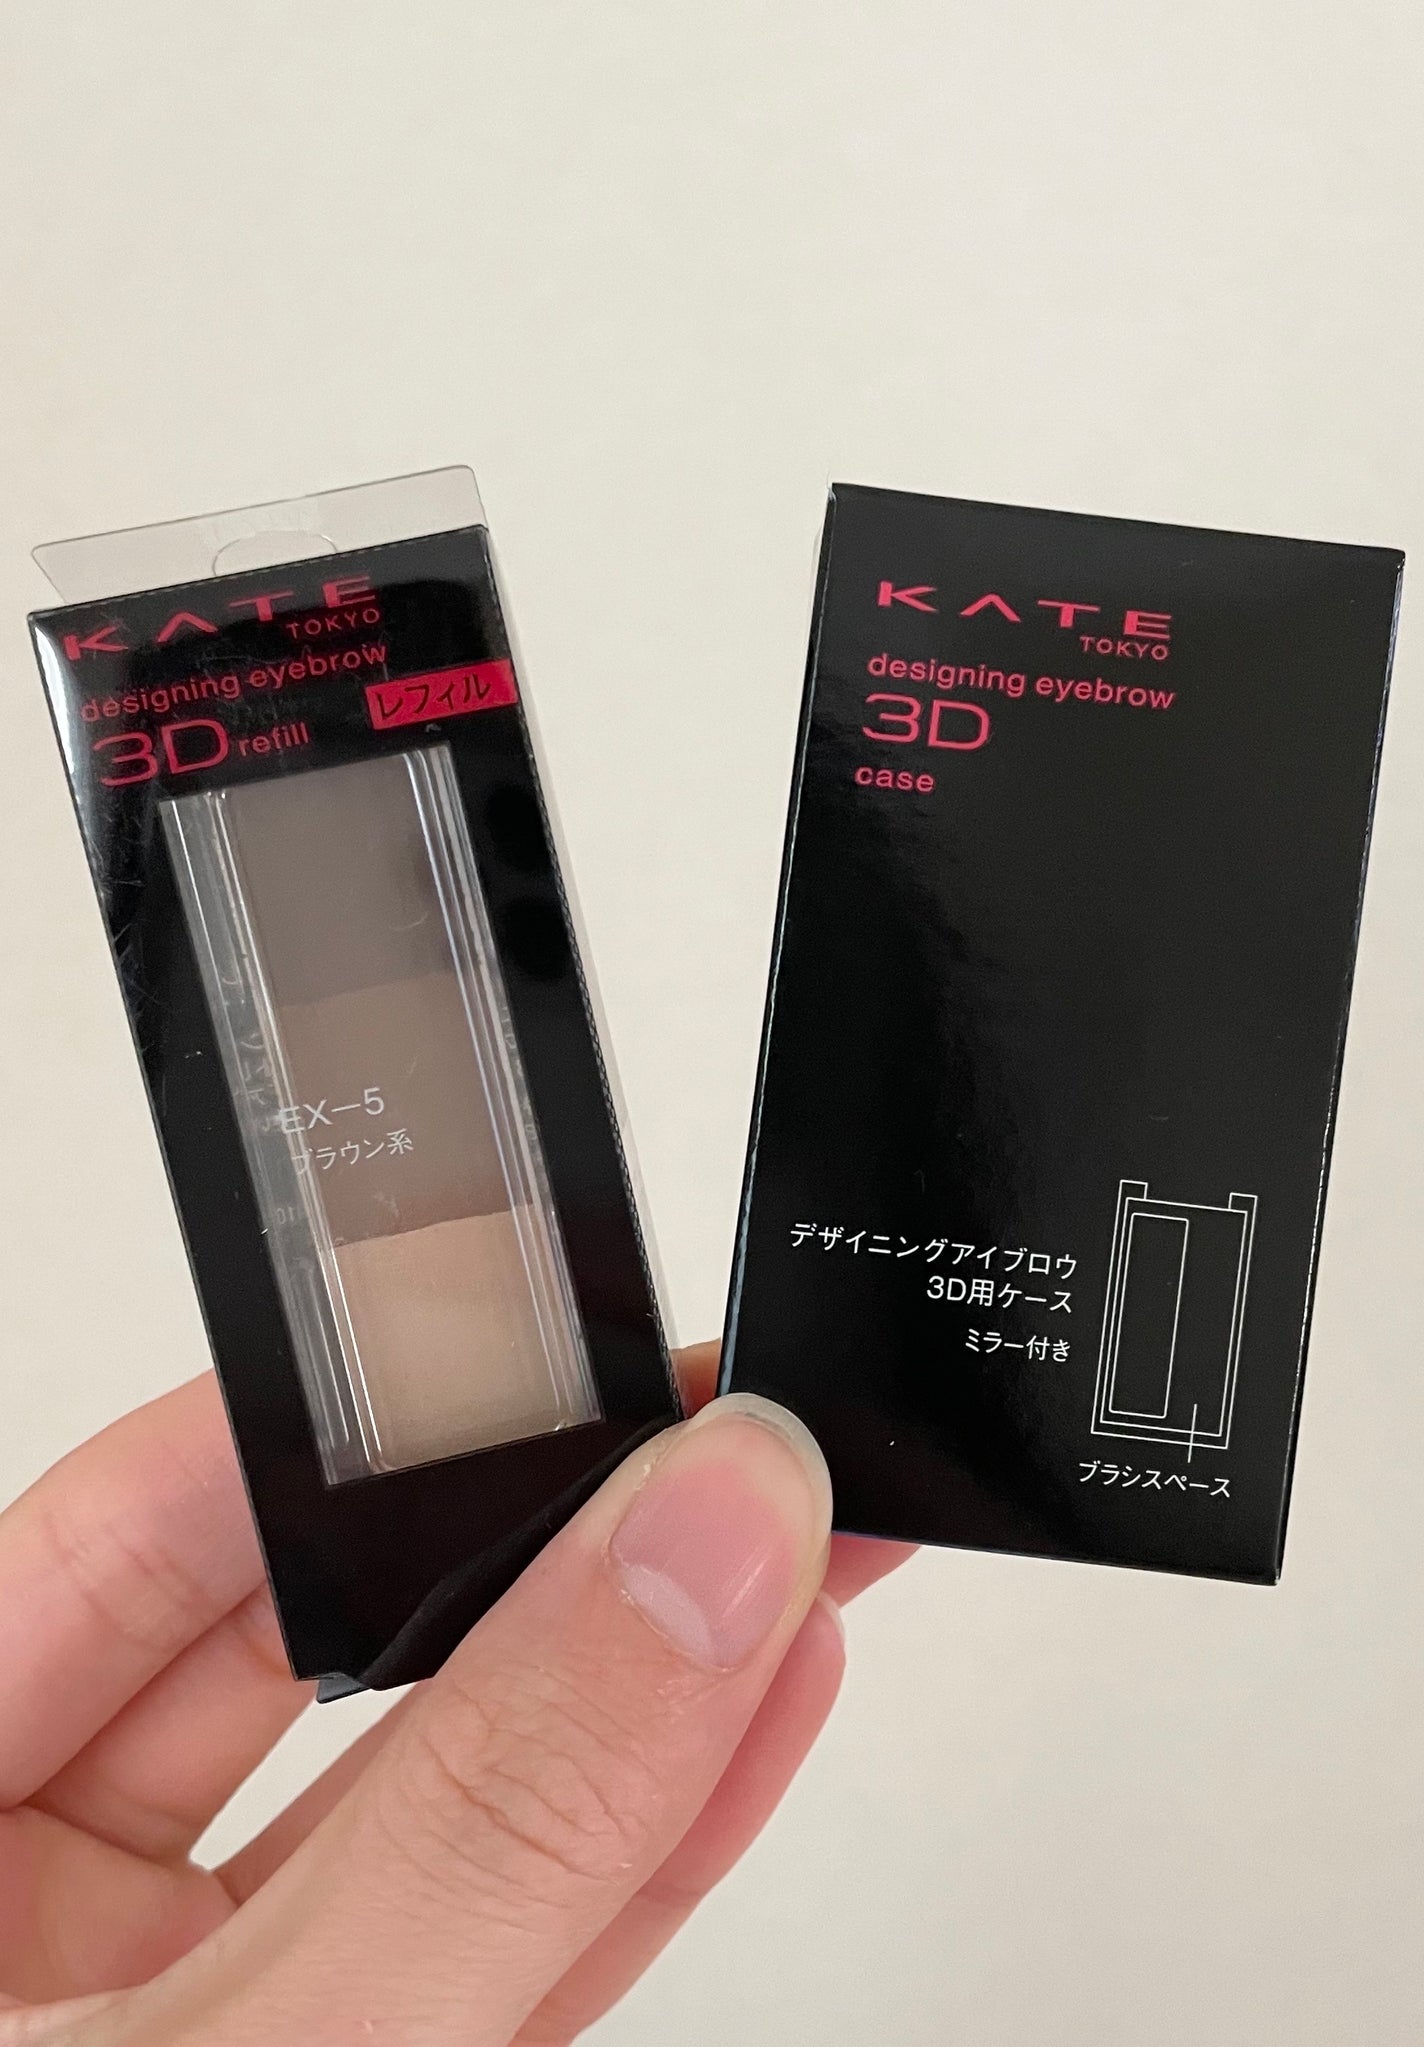 KATE
TOKYO
designing eyebrow
3D refill
レフィル
EX-5
ブラウン系
KATE
TOKYO
designing eyebrow
3D
case
デザイニングアイブロウ
3D用ケース
ミラー付き
ブラシスペース